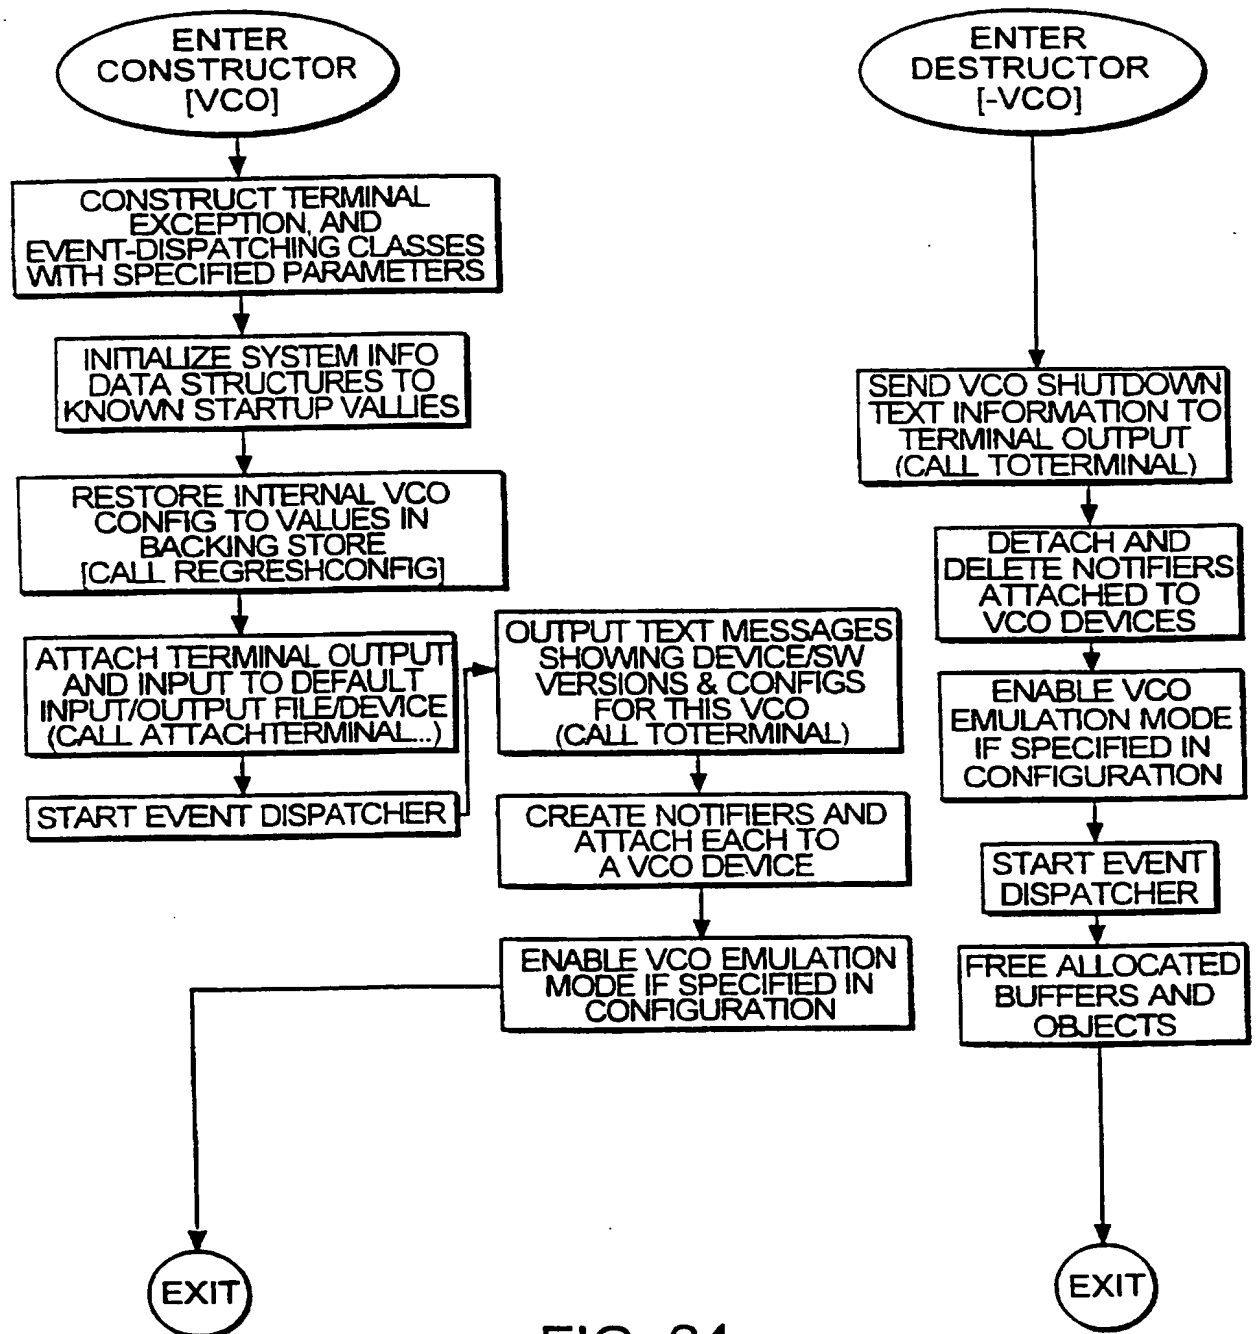 ENTER
CONSTRUCTOR
[VCO]
CONSTRUCT TERMINAL
EXCEPTION, AND
EVENT-DISPATCHING CLASSES
WITH SPECIFIED PARAMETERS
INITIALIZE SYSTEM INFO
DATA STRUCTURES TO
KNOWN STARTUP VALUES
RESTORE INTERNAL VCO
CONFIG TO VALUES IN
BACKING STORE
[CALL REGRESHCONFIG]
ATTACH TERMINAL OUTPUT
AND INPUT TO DEFAULT
INPUT/OUTPUT FILE/DEVICE
(CALL ATTACHTERMINAL...)
START EVENT DISPATCHER
OUTPUT TEXT MESSAGES
SHOWING DEVICE/SW
VERSIONS & CONFIGS
FOR THIS VCO
(CALL TOTERMINAL)
CREATE NOTIFIERS AND
ATTACH EACH TO
A VCO DEVICE
ENABLE VCO EMULATION
MODE IF SPECIFIED IN
CONFIGURATION
EXIT
ENTER
DESTRUCTOR
[-VCO]
SEND VCO SHUTDOWN
TEXT INFORMATION TO
TERMINAL OUTPUT
(CALL TOTERMINAL)
DETACH AND
DELETE NOTIFIERS
ATTACHED TO
VCO DEVICES
ENABLE VCO
EMULATION MODE
IF SPECIFIED IN
CONFIGURATION
START EVENT
DISPATCHER
FREE ALLOCATED
BUFFERS AND
OBJECTS
EXIT